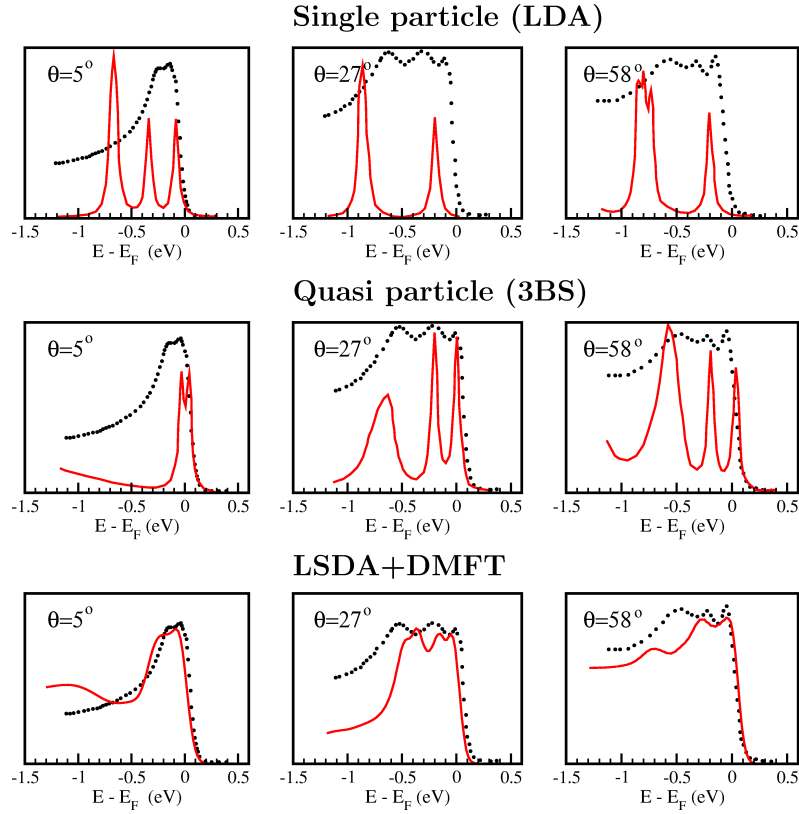 Single particle (LDA)
θ=5° θ=27° θ=58°
-1.5 -1 -0.5 0 0.5 -1.5 -1 -0.5 0 0.5 -1.5 -1 -0.5 0 0.5
E - E_F (eV) E - E_F (eV) E - E_F (eV)
Quasi particle (3BS)
θ=5° θ=27° θ=58°
-1.5 -1 -0.5 0 0.5 -1.5 -1 -0.5 0 0.5 -1.5 -1 -0.5 0 0.5
E - E_F (eV) E - E_F (eV) E - E_F (eV)
LSDA+DMFT
θ=5° θ=27° θ=58°
-1.5 -1 -0.5 0 0.5 -1.5 -1 -0.5 0 0.5 -1.5 -1 -0.5 0 0.5
E - E_F (eV) E - E_F (eV) E - E_F (eV)